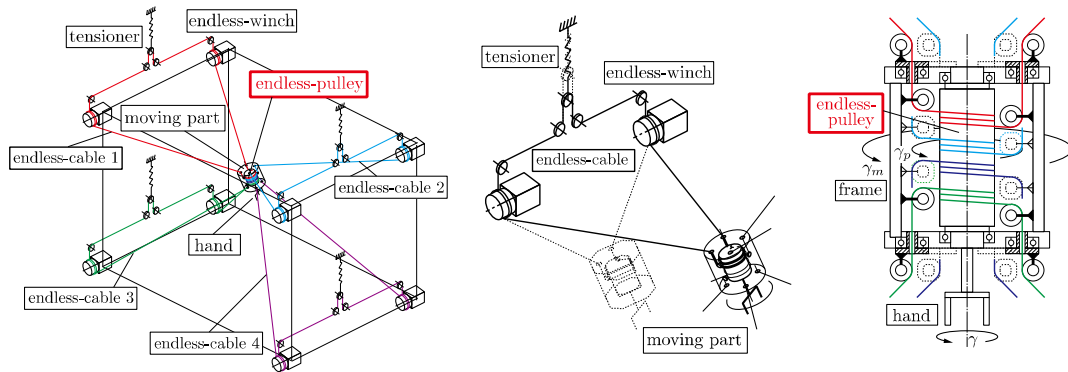 tensioner
endless-winch
endless-pulley
moving part
endless-cable 1
endless-cable 2
hand
endless-cable 3
endless-cable 4
tensioner
endless-winch
endless-cable
moving part
endless-
pulley
γp
γm
frame
hand
iγ